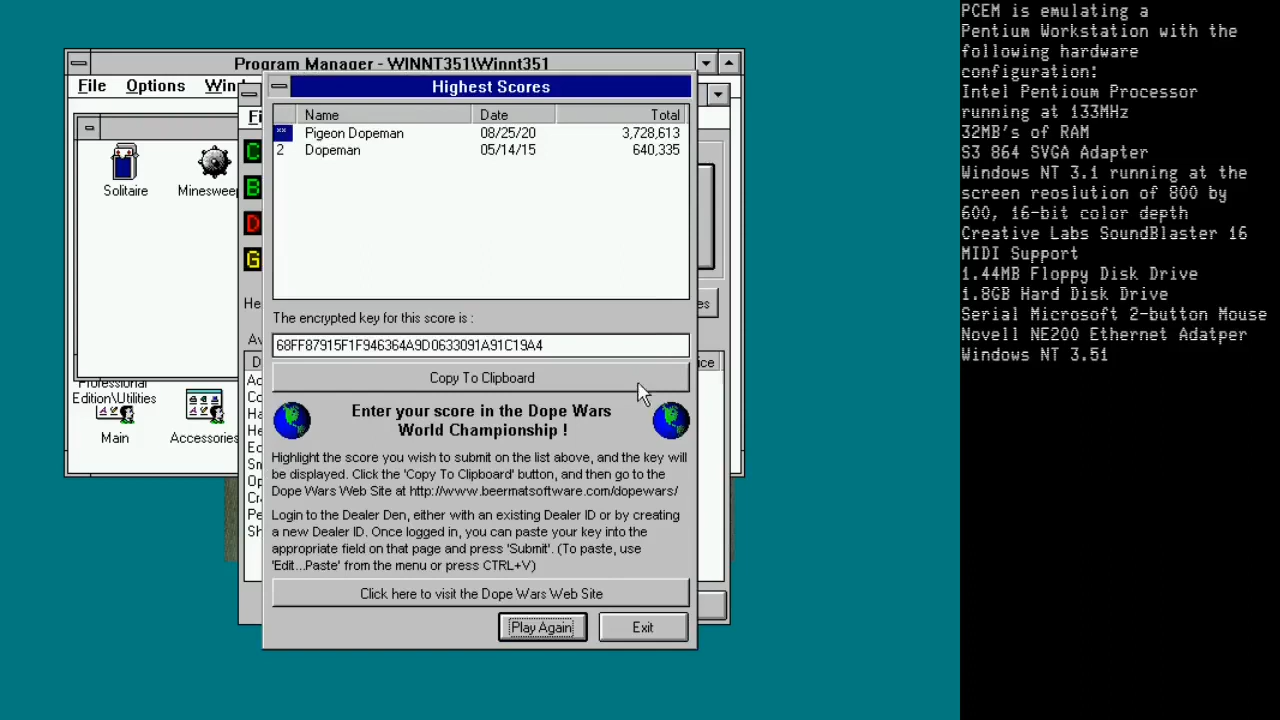 Program Manager - WINNT351\Winnt351
File Options
Highest Scores
Name Date Total
** Pigeon Dopeman 08/25/20 3,728,613
2 Dopeman 05/14/15 640,335
Solitaire
C
B
D
G
The encrypted key for this score is :
68FF87915F1F946364A9D0633091A91C19A4
Copy To Clipboard
Edition\Utilities
Main
Enter your score in the Dope Wars
World Championship !
Highlight the score you wish to submit on the list above, and the key will
be displayed. Click the 'Copy To Clipboard' button, and then go to the
Dope Wars Web Site at http://www.beermatsoftware.com/dopewars/
Login to the Dealer Den, either with an existing Dealer ID or by creating
a new Dealer ID. Once logged in, you can paste your key into the
appropriate field on that page and press 'Submit'. (To paste, use
'Edit...Paste' from the menu or press CTRL+V)
Click here to visit the Dope Wars Web Site
Play Again
Exit
PCEM is emulating a
Pentium Workstation with the
following hardware
configuration:
Intel Pentioum Processor
running at 133MHz
32MB's of RAM
S3 864 SVGA Adapter
Windows NT 3.1 running at the
screen reoslution of 800 by
600, 16-bit color depth
Creative Labs SoundBlaster 16
MIDI Support
1.44MB Floppy Disk Drive
1.8GB Hard Disk Drive
Serial Microsoft 2-button Mouse
Novell NE200 Ethernet Adatper
Windows NT 3.51